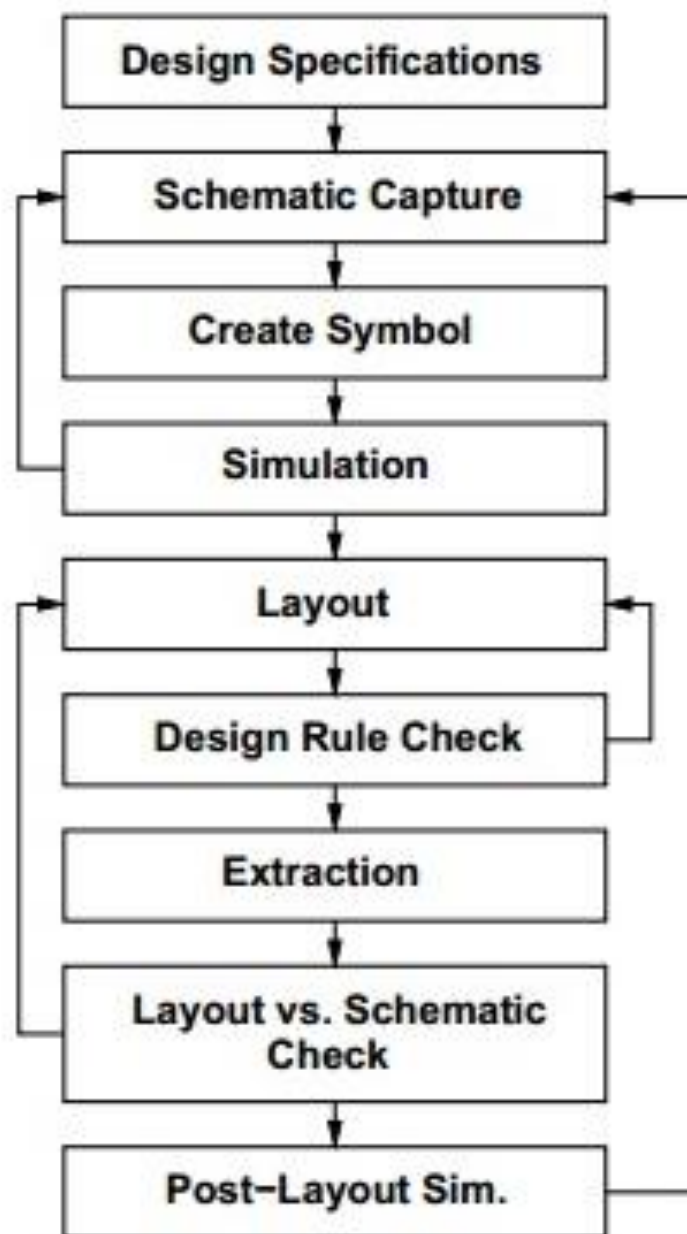 Design Specifications
Schematic Capture
Create Symbol
Simulation
Layout
Design Rule Check
Extraction
Layout vs. Schematic
Check
Post−Layout Sim.